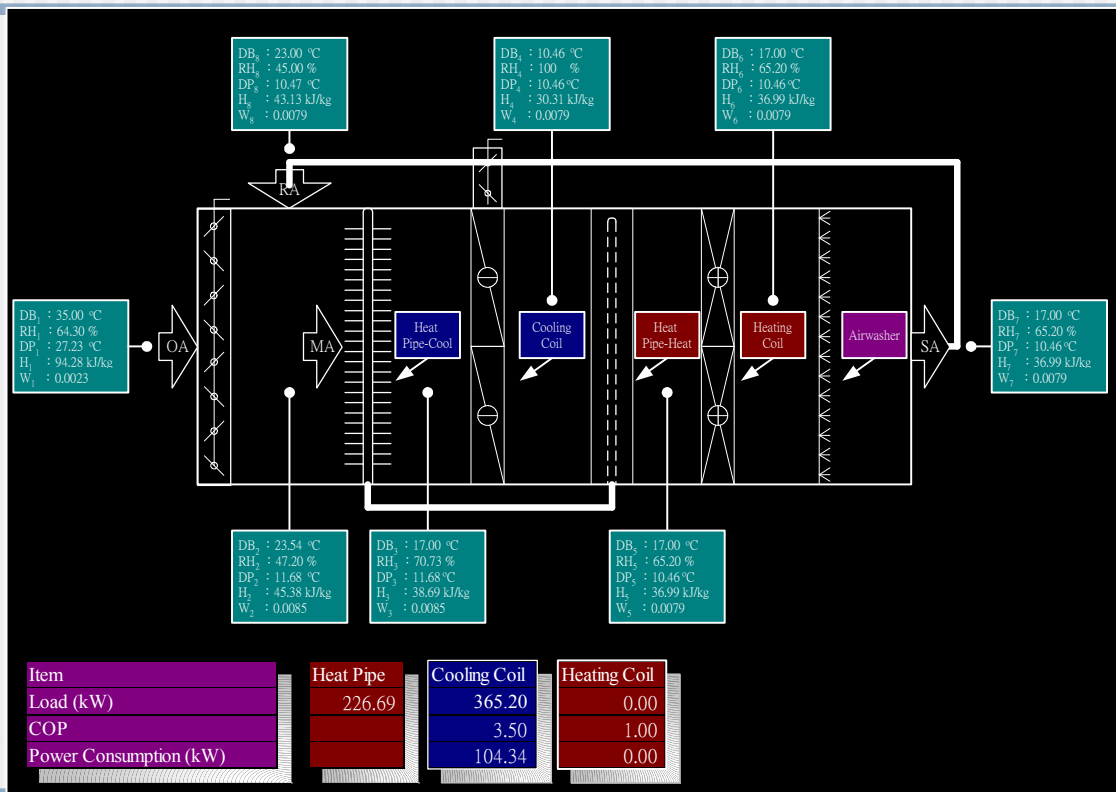 DB₈ : 23.00 °C
RH₈ : 45.00 %
DP₈ : 10.47 °C
H₈ : 43.13 kJ/kg
W₈ : 0.0079
DB₄ : 10.46 °C
RH₄ : 100 %
DP₄ : 10.46 °C
H₄ : 30.31 kJ/kg
W₄ : 0.0079
DB₆ : 17.00 °C
RH₆ : 65.20 %
DP₆ : 10.46 °C
H₆ : 36.99 kJ/kg
W₆ : 0.0079
RA
DB₁ : 35.00 °C
RH₁ : 64.30 %
DP₁ : 27.23 °C
H₁ : 94.28 kJ/kg
W₁ : 0.0023
OA
MA
Heat
Pipe-Cool
Cooling
Coil
Heat
Pipe-Heat
Heating
Coil
Airwasher
SA
DB₇ : 17.00 °C
RH₇ : 65.20 %
DP₇ : 10.46 °C
H₇ : 36.99 kJ/kg
W₇ : 0.0079
DB₂ : 23.54 °C
RH₂ : 47.20 %
DP₂ : 11.68 °C
H₂ : 45.38 kJ/kg
W₂ : 0.0085
DB₃ : 17.00 °C
RH₃ : 70.73 %
DP₃ : 11.68 °C
H₃ : 38.69 kJ/kg
W₃ : 0.0085
DB₅ : 17.00 °C
RH₅ : 65.20 %
DP₅ : 10.46 °C
H₅ : 36.99 kJ/kg
W₅ : 0.0079
Item Heat Pipe Cooling Coil Heating Coil
Load (kW) 226.69 365.20 0.00
COP 3.50 1.00
Power Consumption (kW) 104.34 0.00